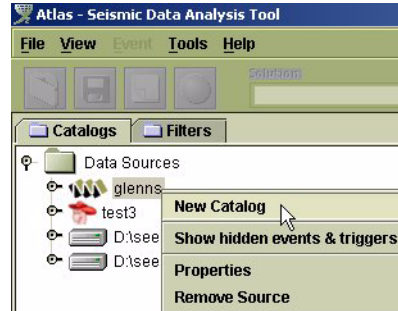 Atlas - Seismic Data Analysis Tool
File View Event Tools Help
Solution:
Catalogs Filters
Data Sources
glenns
New Catalog
test3
Show hidden events & triggers
D:\see
Properties
D:\see
Remove Source